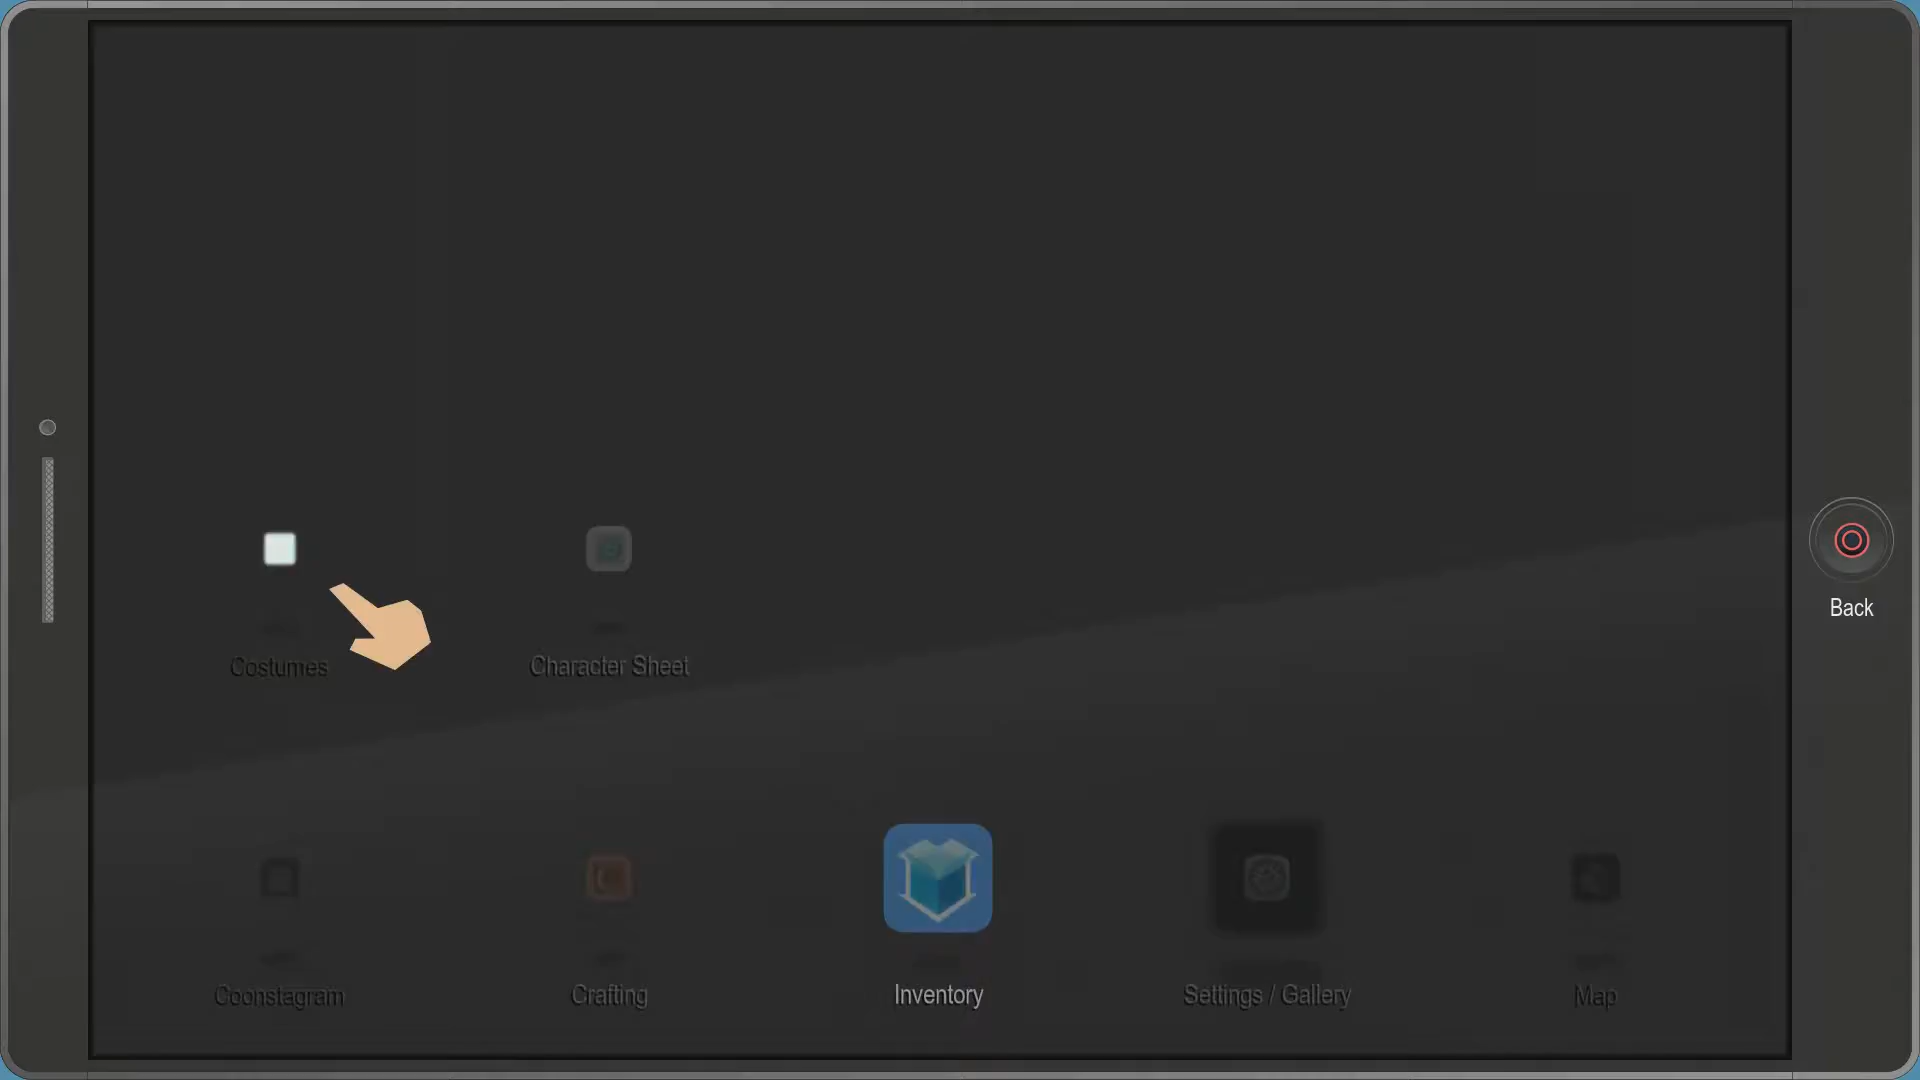 Costumes
Character Sheet
Back
Coonstagram
Crafting
Inventory
Settings / Gallery
Map